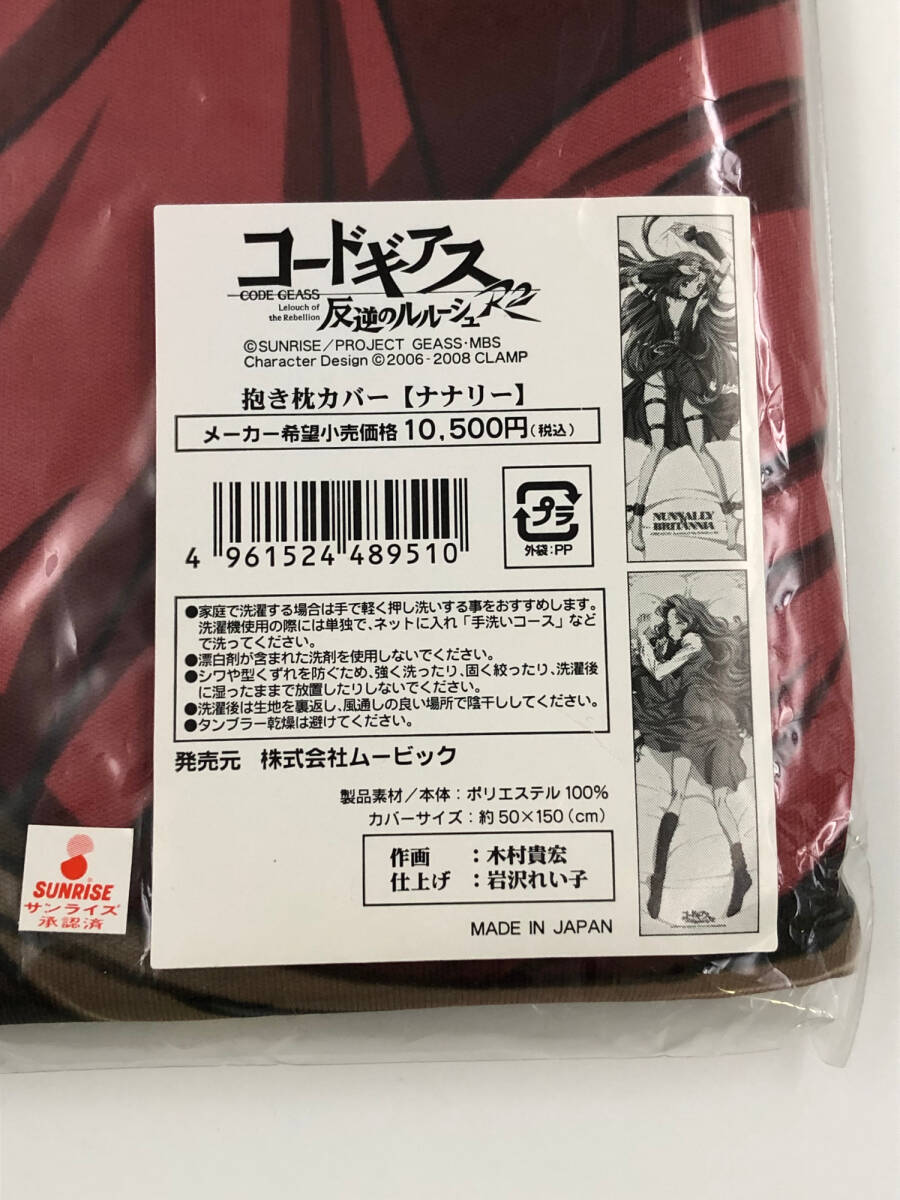 コードギアス
CODE GEASS
Lelouch of
the Rebellion
反逆のルルーシュR2
©SUNRISE/PROJECT GEASS・MBS
Character Design ©2006-2008 CLAMP
抱き枕カバー【ナナリー】
メーカー希望小売価格 10,500円(税込)
4 961524 489510
プラ
外袋:PP
●家庭で洗濯する場合は手で軽く押し洗いする事をおすすめします。
洗濯機使用の際には単独で、ネットに入れ「手洗いコース」など
で洗ってください。
●漂白剤が含まれた洗剤を使用しないでください。
●シワや型くずれを防ぐため、強く洗ったり、固く絞ったり、洗濯後
に湿ったままで放置したりしないでください。
●洗濯後は生地を裏返し、風通しの良い場所で陰干ししてください。
●タンブラー乾燥は避けてください。
発売元 株式会社ムービック
製品素材/本体:ポリエステル100%
カバーサイズ:約50×150(cm)
作画 :木村貴宏
仕上げ :岩沢れい子
MADE IN JAPAN
NUNNALLY
BRITANNIA
コードギアス
SUNRISE
サンライズ
承認済